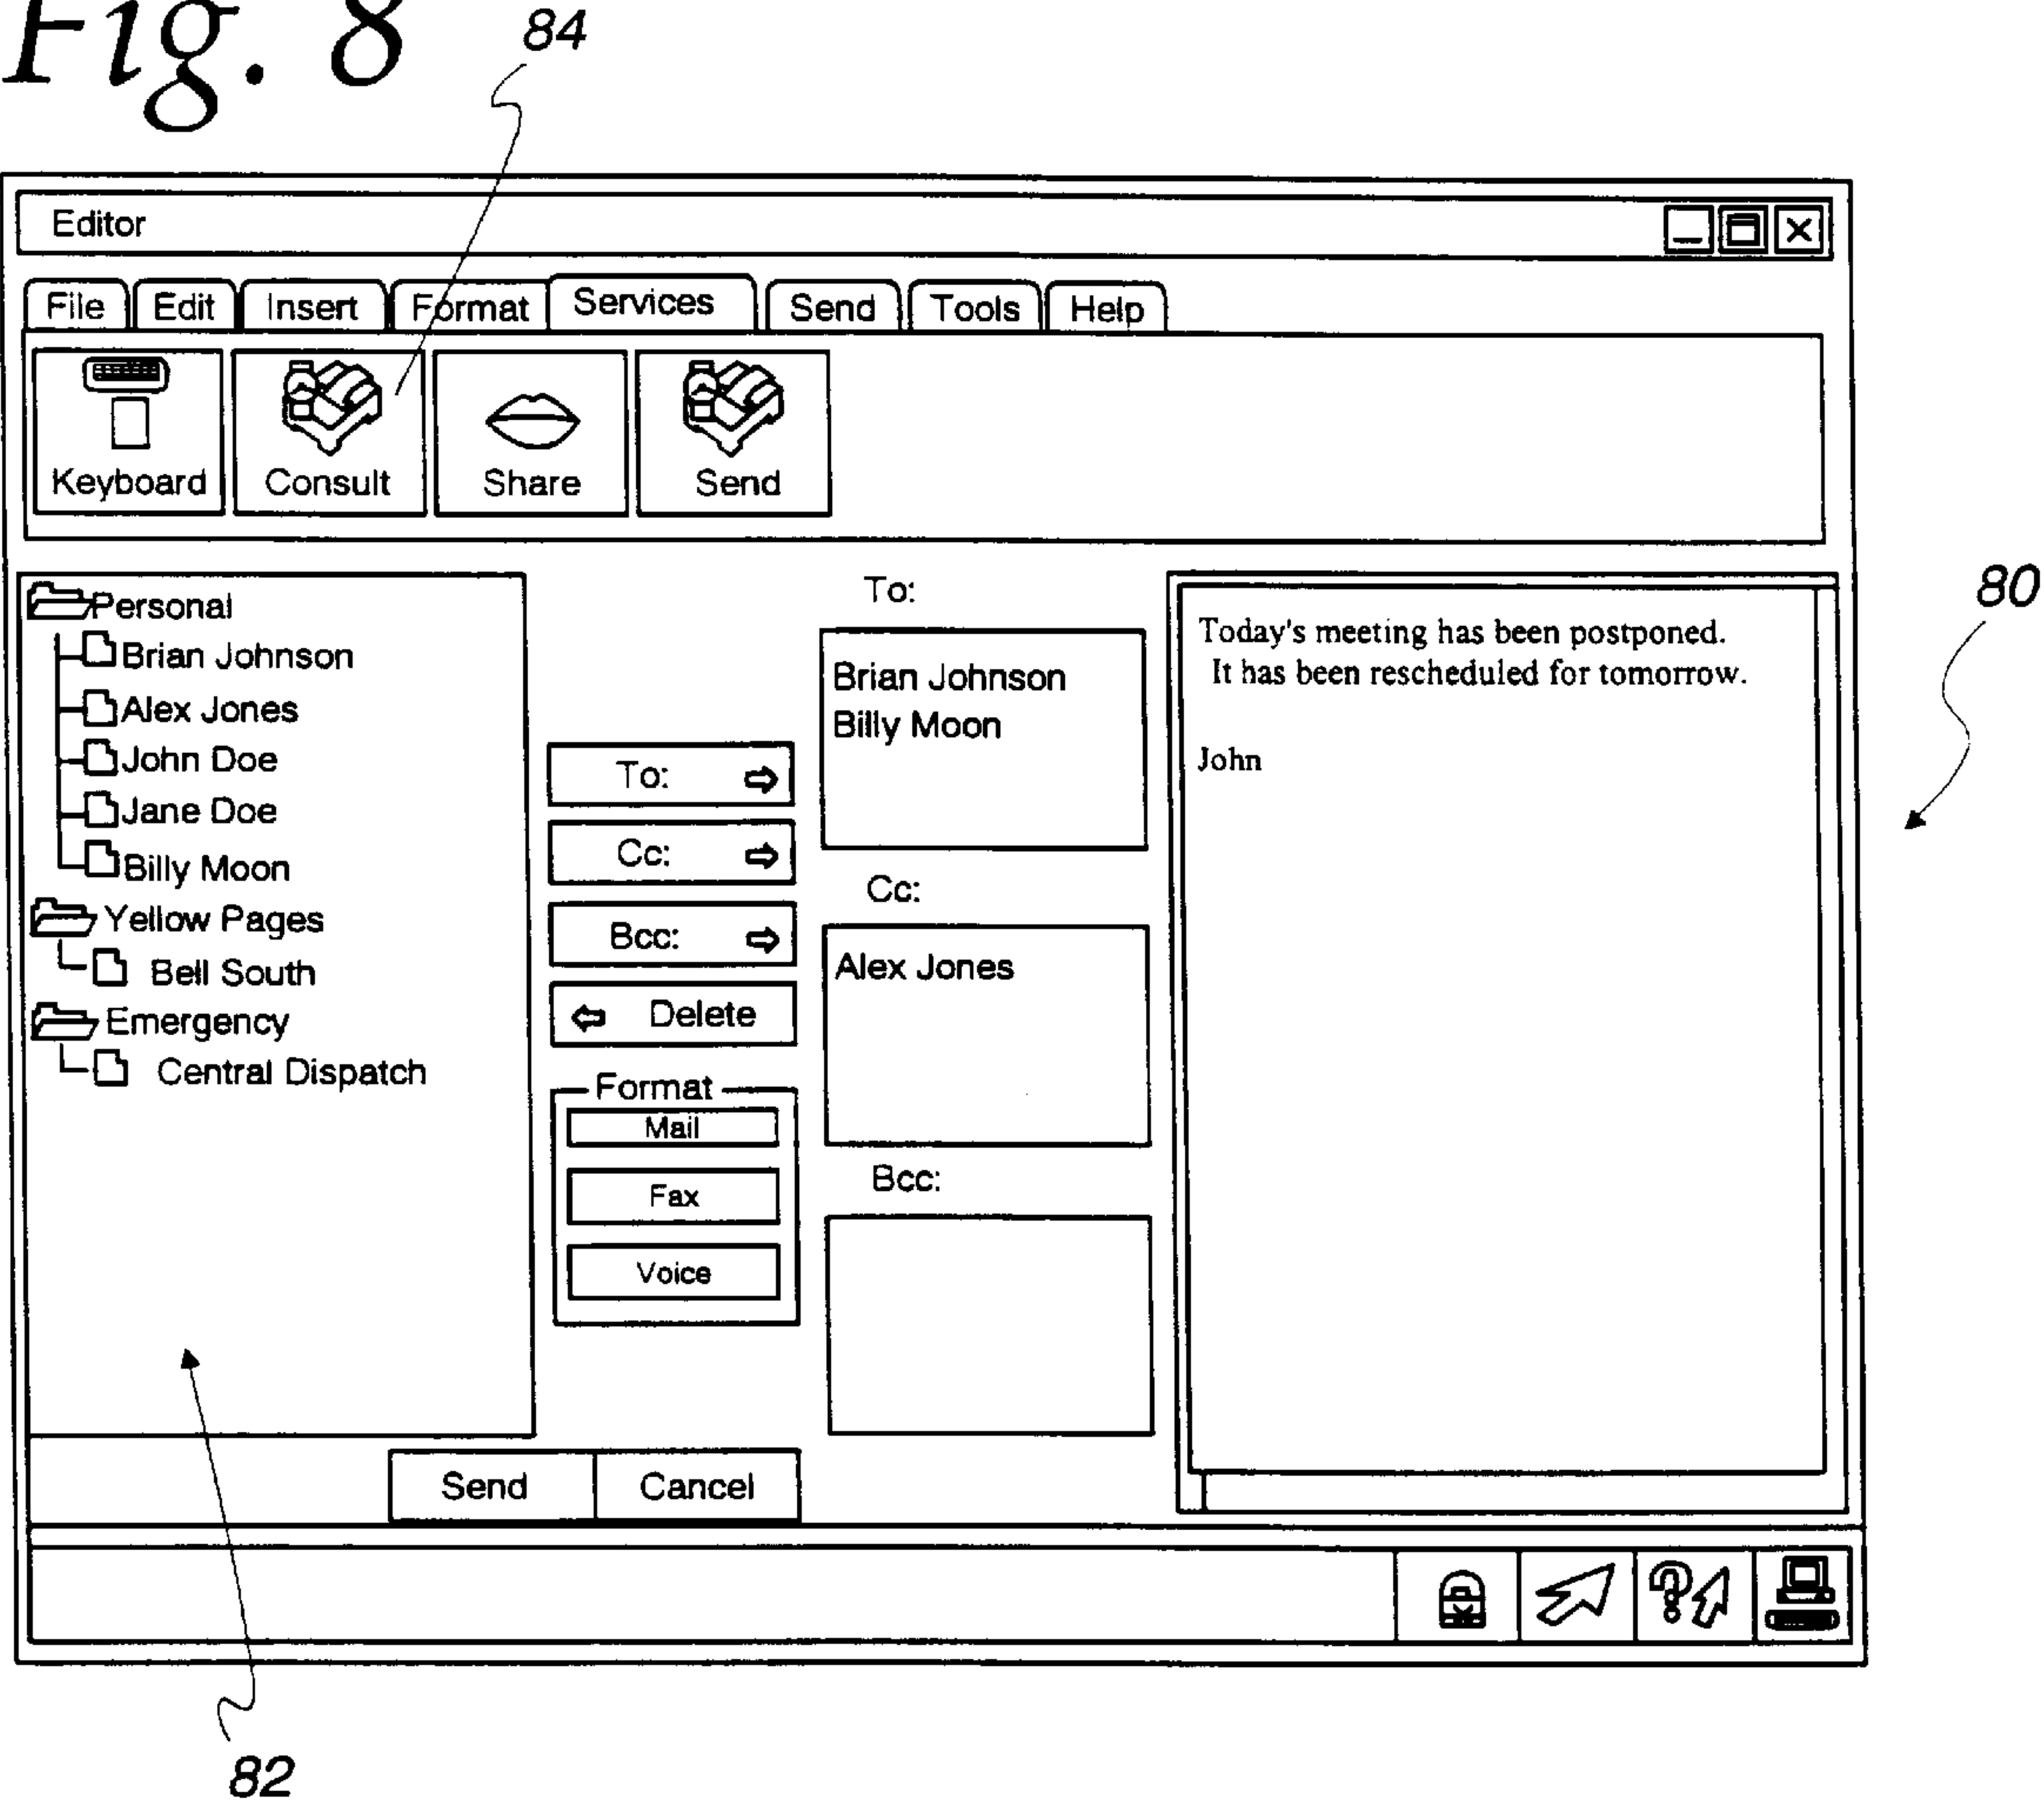 Fig. 8
84
Editor
File Edit Insert Format Services Send Tools Help
Keyboard Consult Share Send
80
Personal
Brian Johnson
Alex Jones
John Doe
Jane Doe
Billy Moon
Yellow Pages
Bell South
Emergency
Central Dispatch
To:
Cc:
Bcc:
Delete
Format
Mail
Fax
Voice
To:
Brian Johnson
Billy Moon
Cc:
Alex Jones
Bcc:
Today's meeting has been postponed.
It has been rescheduled for tomorrow.
John
Send Cancel
82